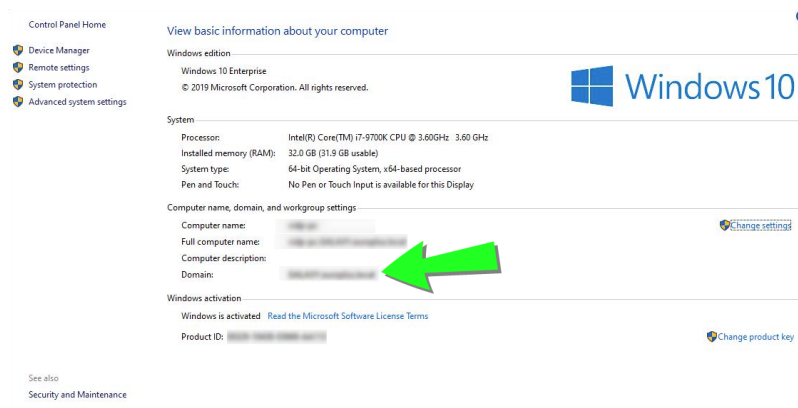 Control Panel Home
Device Manager
Remote settings
System protection
Advanced system settings
See also
Security and Maintenance
View basic information about your computer
Windows edition
Windows 10 Enterprise
© 2019 Microsoft Corporation. All rights reserved.
Windows 10
System
Processor: Intel(R) Core(TM) i7-9700K CPU @ 3.60GHz 3.60 GHz
Installed memory (RAM): 32.0 GB (31.9 GB usable)
System type: 64-bit Operating System, x64-based processor
Pen and Touch: No Pen or Touch Input is available for this Display
Computer name, domain, and workgroup settings
Computer name:
Change settings
Full computer name:
Computer description:
Domain:
Windows activation
Windows is activated Read the Microsoft Software License Terms
Product ID:
Change product key